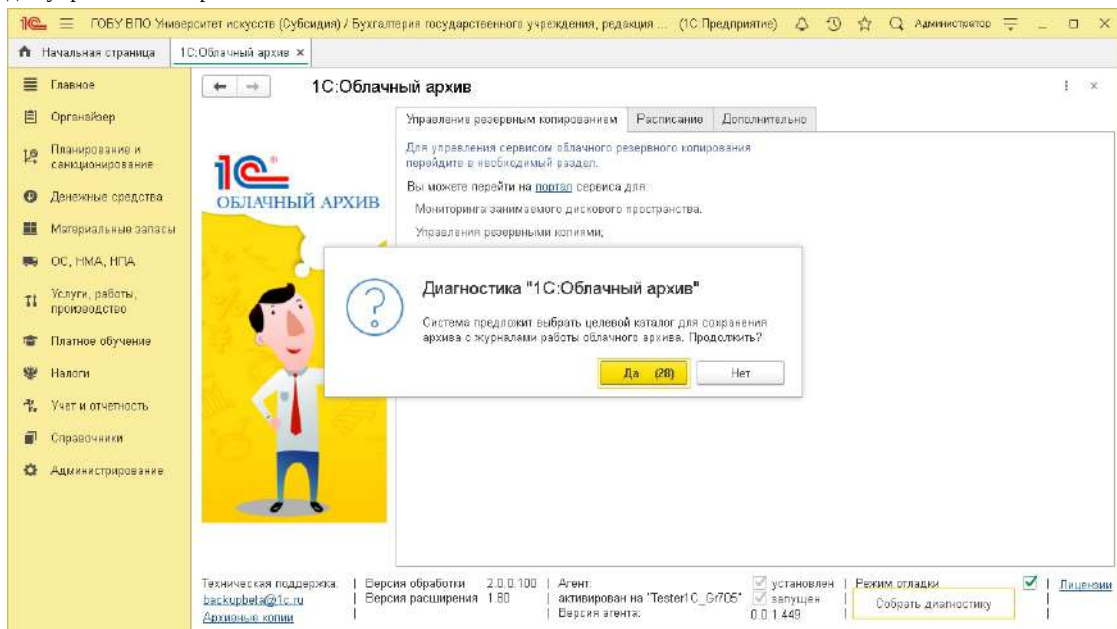 1С ГОБУ ВПО Университет искусств (Субсидия) / Бухгалтерия государственного учреждения, редакция ... (1С:Предприятие) Администратор
Начальная страница
1С:Облачный архив ×
Главное
Органайзер
Планирование и
санкционирование
Денежные средства
Материальные запасы
ОС, НМА, НПА
Услуги, работы,
производство
Платное обучение
Налоги
Учет и отчетность
Справочники
Администрирование
1С:Облачный архив
Управление резервным копированием
Расписание
Дополнительно
1С
ОБЛАЧНЫЙ АРХИВ
Для управления сервисом облачного резервного копирования
перейдите в необходимый раздел.
Вы можете перейти на портал сервиса для:
Мониторинга занимаемого дискового пространства.
Управления резервными копиями;
Диагностика "1С:Облачный архив"
Система предложит выбрать целевой каталог для сохранения
архива с журналами работы облачного архива. Продолжить?
Да (28)
Нет
Техническая поддержка:
backupbeta@1c.ru
Архивные копии
Версия обработки 2.0.0.100
Версия расширения 1.80
Агент: установлен
активирован на "Tester1C_Gr705" запущен
Версия агента: 0.0.1.449
Режим отладки
Собрать диагностику
Лицензии